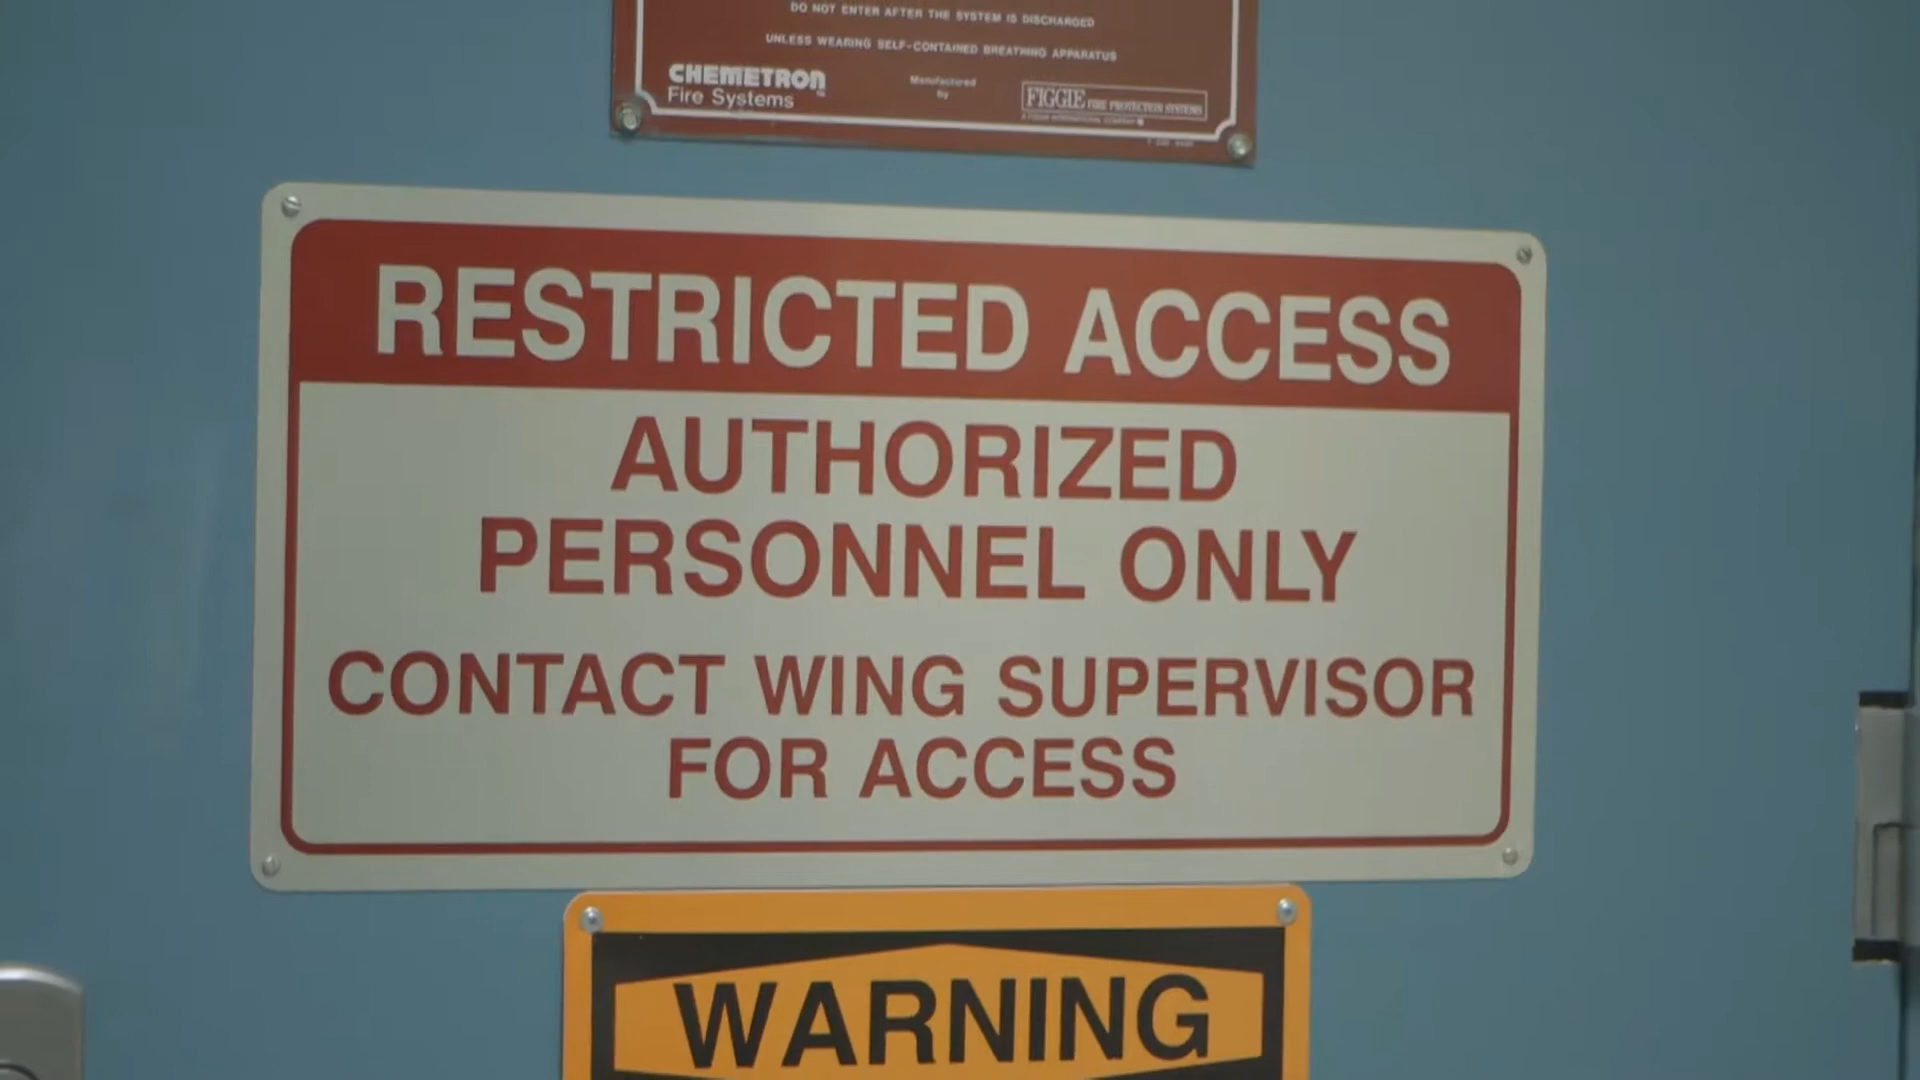 DO NOT ENTER AFTER THE SYSTEM IS DISCHARGED
UNLESS WEARING SELF-CONTAINED BREATHING APPARATUS
CHEMETRON
Fire Systems
Manufactured
by
FIGGIE FIRE PROTECTION SYSTEMS
RESTRICTED ACCESS
AUTHORIZED
PERSONNEL ONLY
CONTACT WING SUPERVISOR
FOR ACCESS
WARNING